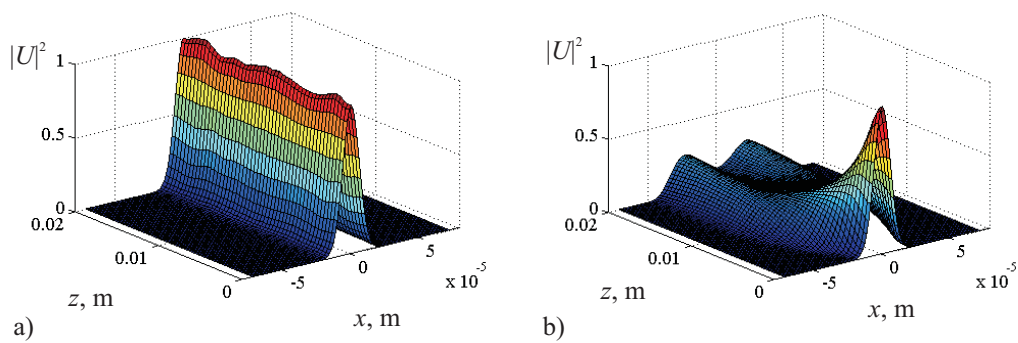 |U|² 1 0.5 0 0.02 0.01 0 -5 0 5 x 10⁻⁵
z, m x, m
a)
|U|² 1 0.5 0 0.02 0.01 0 -5 0 5 x 10⁻⁵
z, m x, m
b)